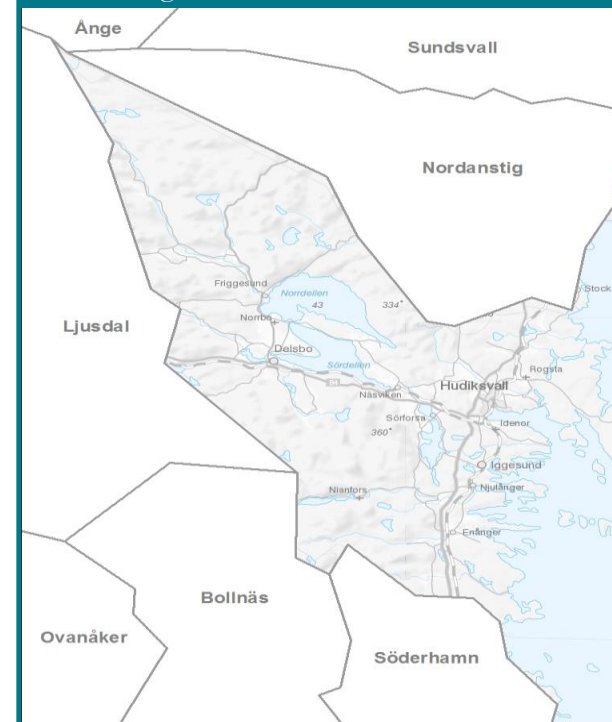 Ånge
Sundsvall
Nordanstig
Friggesund
Norrdellen
43
334
Stock
Norrbo
Ljusdal
Delsbo
Sördellen
Rogsta
Hudiksvall
Näsviken
Sörforsa
360
Idenor
Iggesund
Nianfors
Njutånger
Enånger
Bollnäs
Ovanåker
Söderhamn